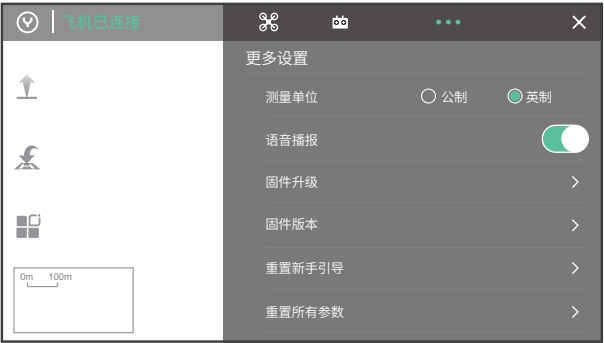 飞机已连接
更多设置
测量单位 公制 英制
语音播报
固件升级
固件版本
重置新手引导
重置所有参数
0m 100m